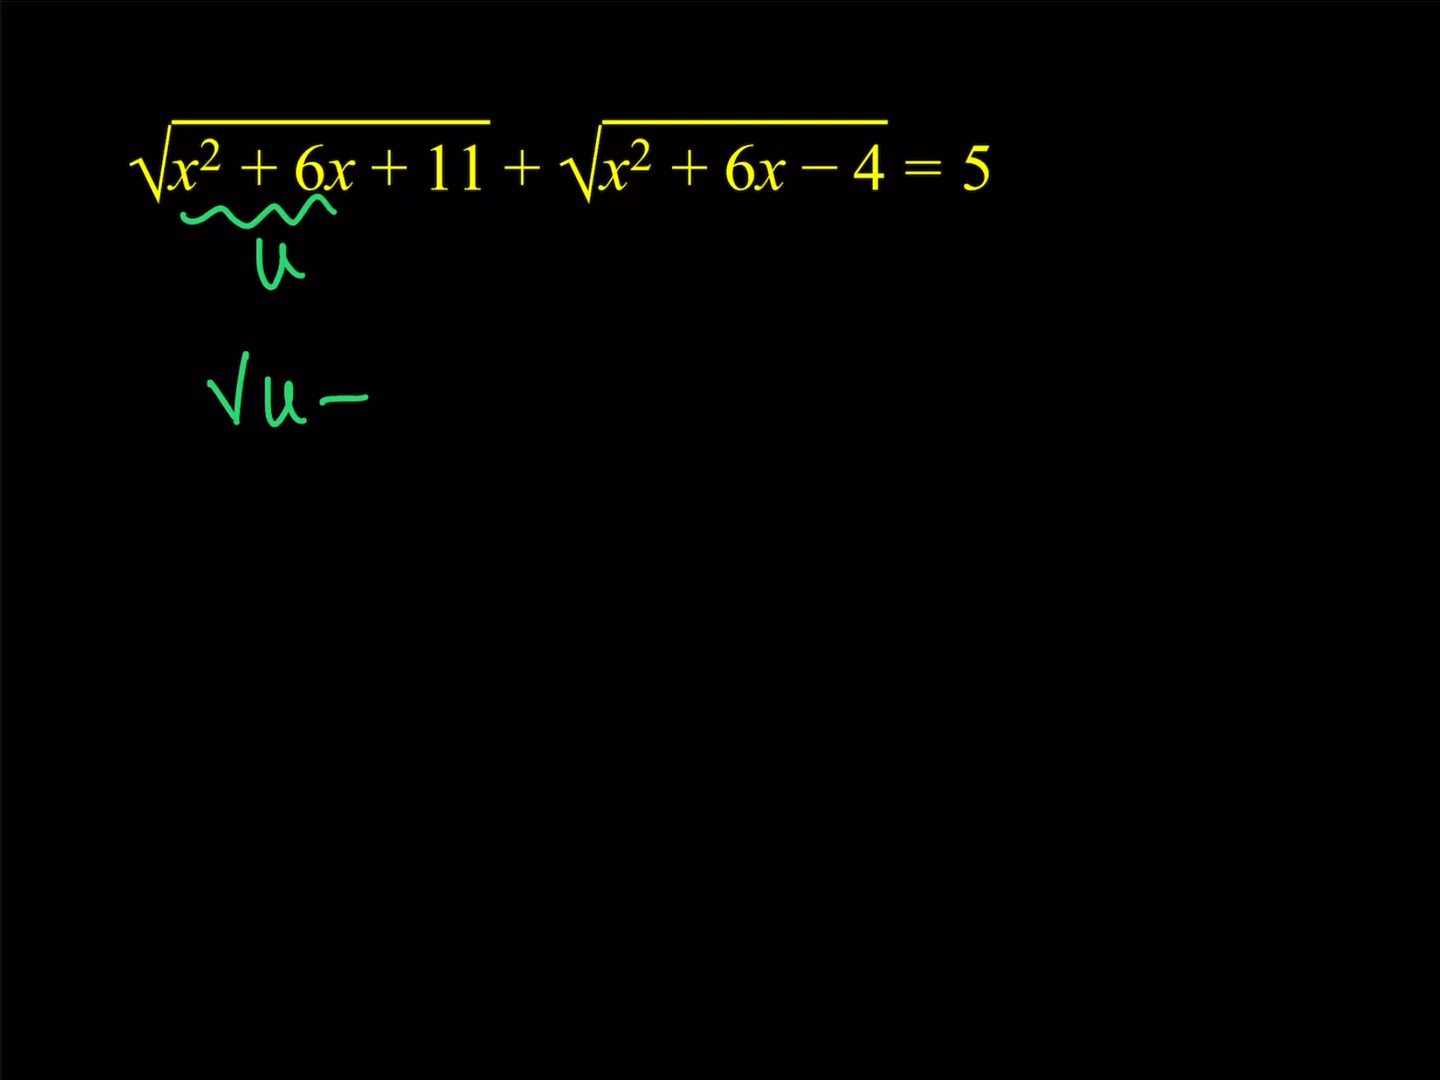 √(x² + 6x + 11) + √(x² + 6x − 4) = 5
u
√u −